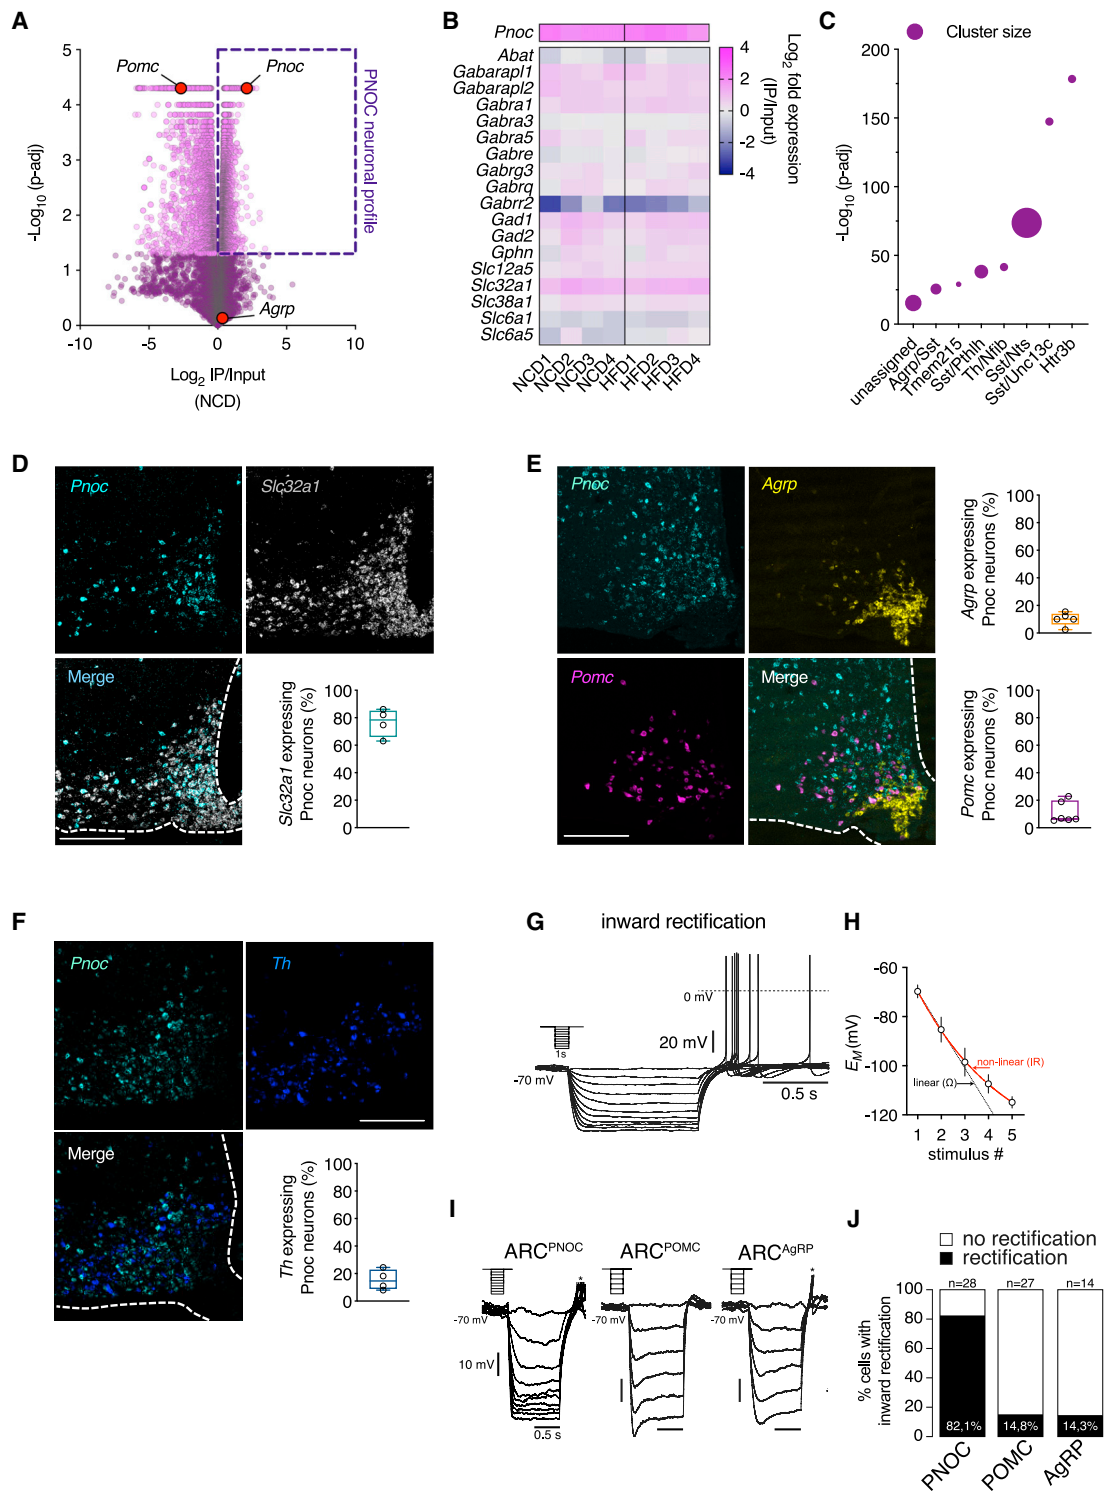 A
Pomc
Pnoc
PNOC neuronal profile
Agrp
-Log10 (p-adj)
5
4
3
2
1
0
-10
-5
0
5
10
Log2 IP/Input
(NCD)
B
Pnoc
Abat
Gabarapl1
Gabarapl2
Gabra1
Gabra3
Gabra5
Gabre
Gabrg3
Gabrq
Gabrr2
Gad1
Gad2
Gphn
Slc12a5
Slc32a1
Slc38a1
Slc6a1
Slc6a5
NCD1
NCD2
NCD3
NCD4
HFD1
HFD2
HFD3
HFD4
4
2
0
-2
-4
Log2 fold expression
(IP/Input)
C
Cluster size
-Log10 (p-adj)
200
150
100
50
0
unassigned
Agrp/Sst
Tmem215
Sst/Pthlh
Th/Nfib
Sst/Nts
Sst/Unc13c
Htr3b
D
Pnoc
Slc32a1
Merge
Slc32a1 expressing
Pnoc neurons (%)
100
80
60
40
20
0
E
Pnoc
Agrp
Pomc
Merge
Agrp expressing
Pnoc neurons (%)
100
80
60
40
20
0
Pomc expressing
Pnoc neurons (%)
100
80
60
40
20
0
F
Pnoc
Th
Merge
Th expressing
Pnoc neurons (%)
100
80
60
40
20
0
G
inward rectification
0 mV
1s
20 mV
-70 mV
0.5 s
H
EM (mV)
-60
-80
-100
-120
non-linear (IR)
linear (Ω)
1 2 3 4 5
stimulus #
I
ARCPNOC
ARCPOMC
ARCAgRP
*
*
-70 mV
-70 mV
-70 mV
10 mV
0.5 s
J
no rectification
rectification
n=28
n=27
n=14
% cells with
inward rectification
100
80
60
40
20
0
82,1%
14,8%
14,3%
PNOC
POMC
AgRP